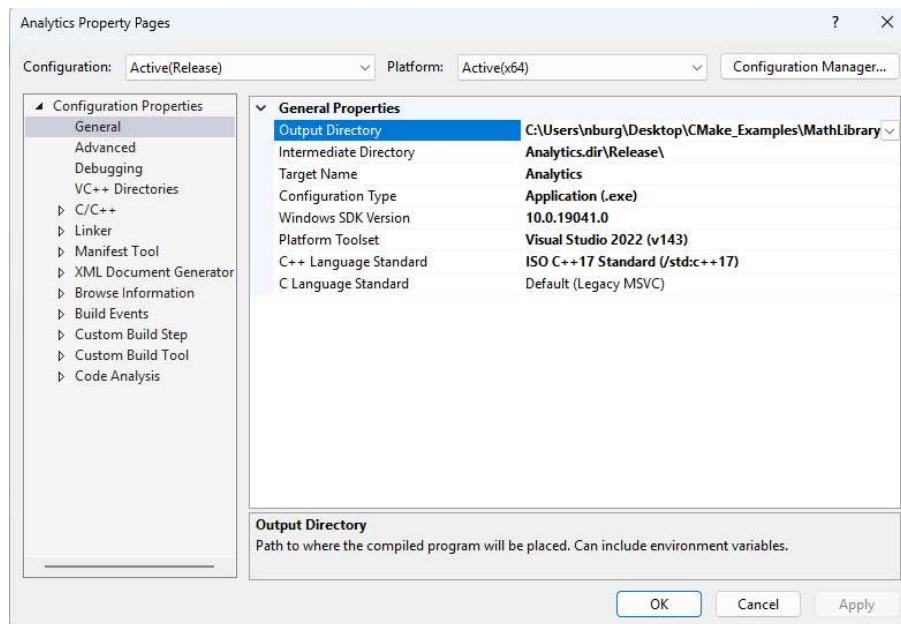 Analytics Property Pages ? ×
Configuration: Active(Release) Platform: Active(x64) Configuration Manager...
Configuration Properties
General
Advanced
Debugging
VC++ Directories
C/C++
Linker
Manifest Tool
XML Document Generator
Browse Information
Build Events
Custom Build Step
Custom Build Tool
Code Analysis
General Properties
Output Directory C:\Users\nburg\Desktop\CMake_Examples\MathLibrary
Intermediate Directory Analytics.dir\Release\
Target Name Analytics
Configuration Type Application (.exe)
Windows SDK Version 10.0.19041.0
Platform Toolset Visual Studio 2022 (v143)
C++ Language Standard ISO C++17 Standard (/std:c++17)
C Language Standard Default (Legacy MSVC)
Output Directory
Path to where the compiled program will be placed. Can include environment variables.
OK Cancel Apply